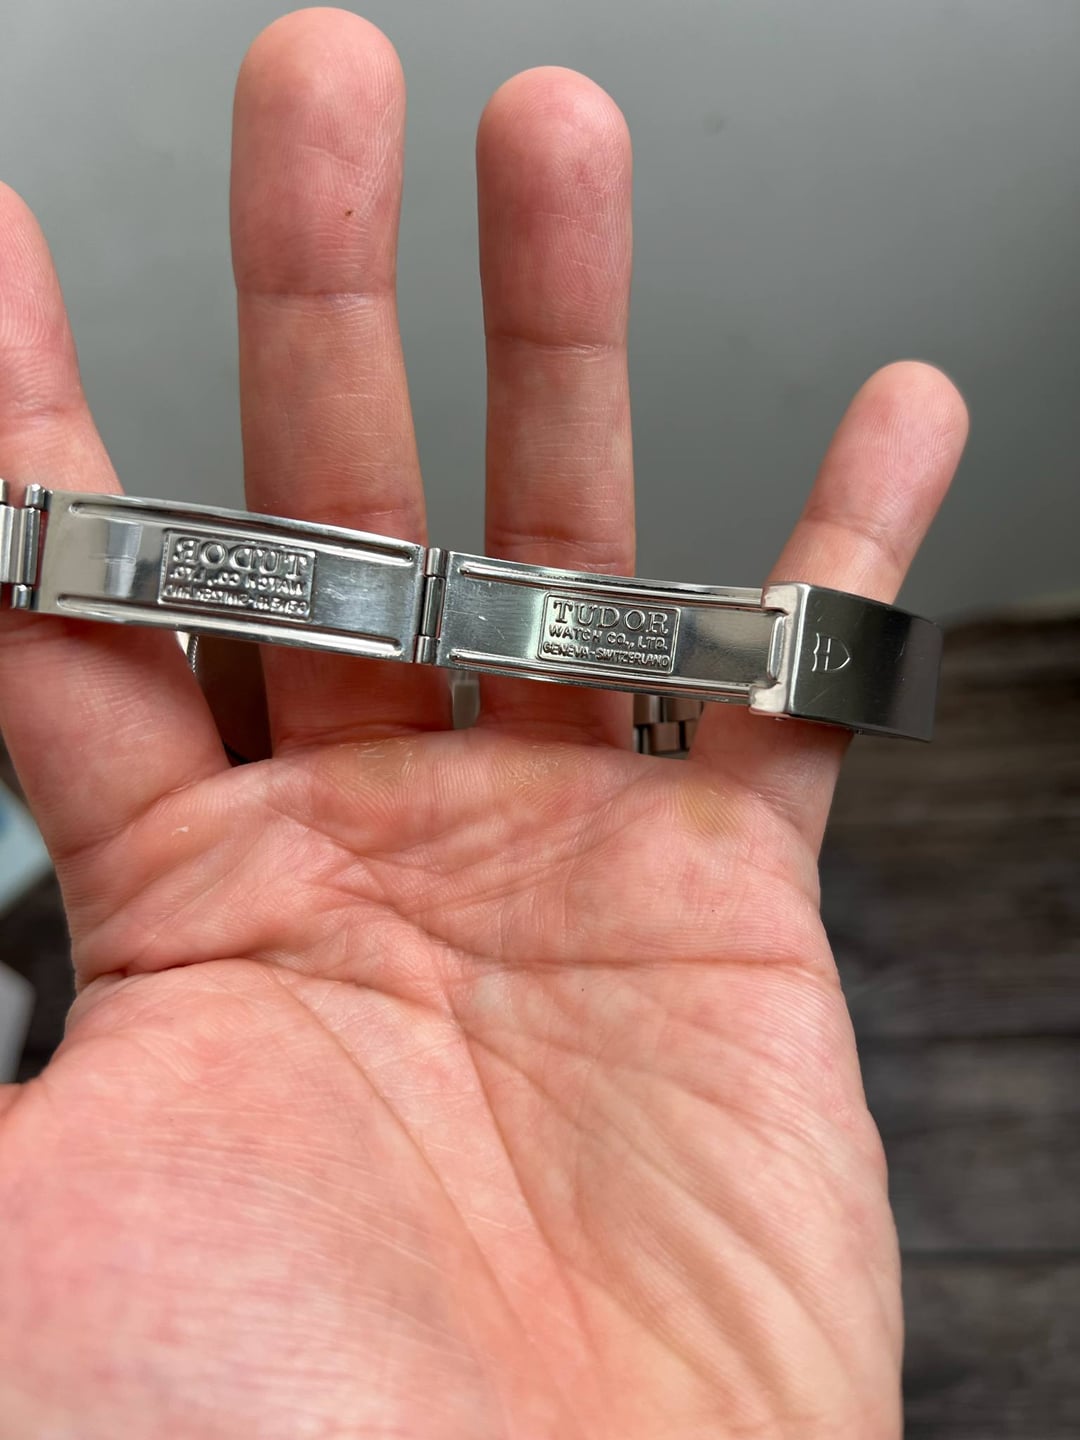 TUDOR
WATCH CO., LTD.
GENEVA-SWITZERLAND
TUDOR
WATCH CO., LTD.
GENEVA-SWITZERLAND